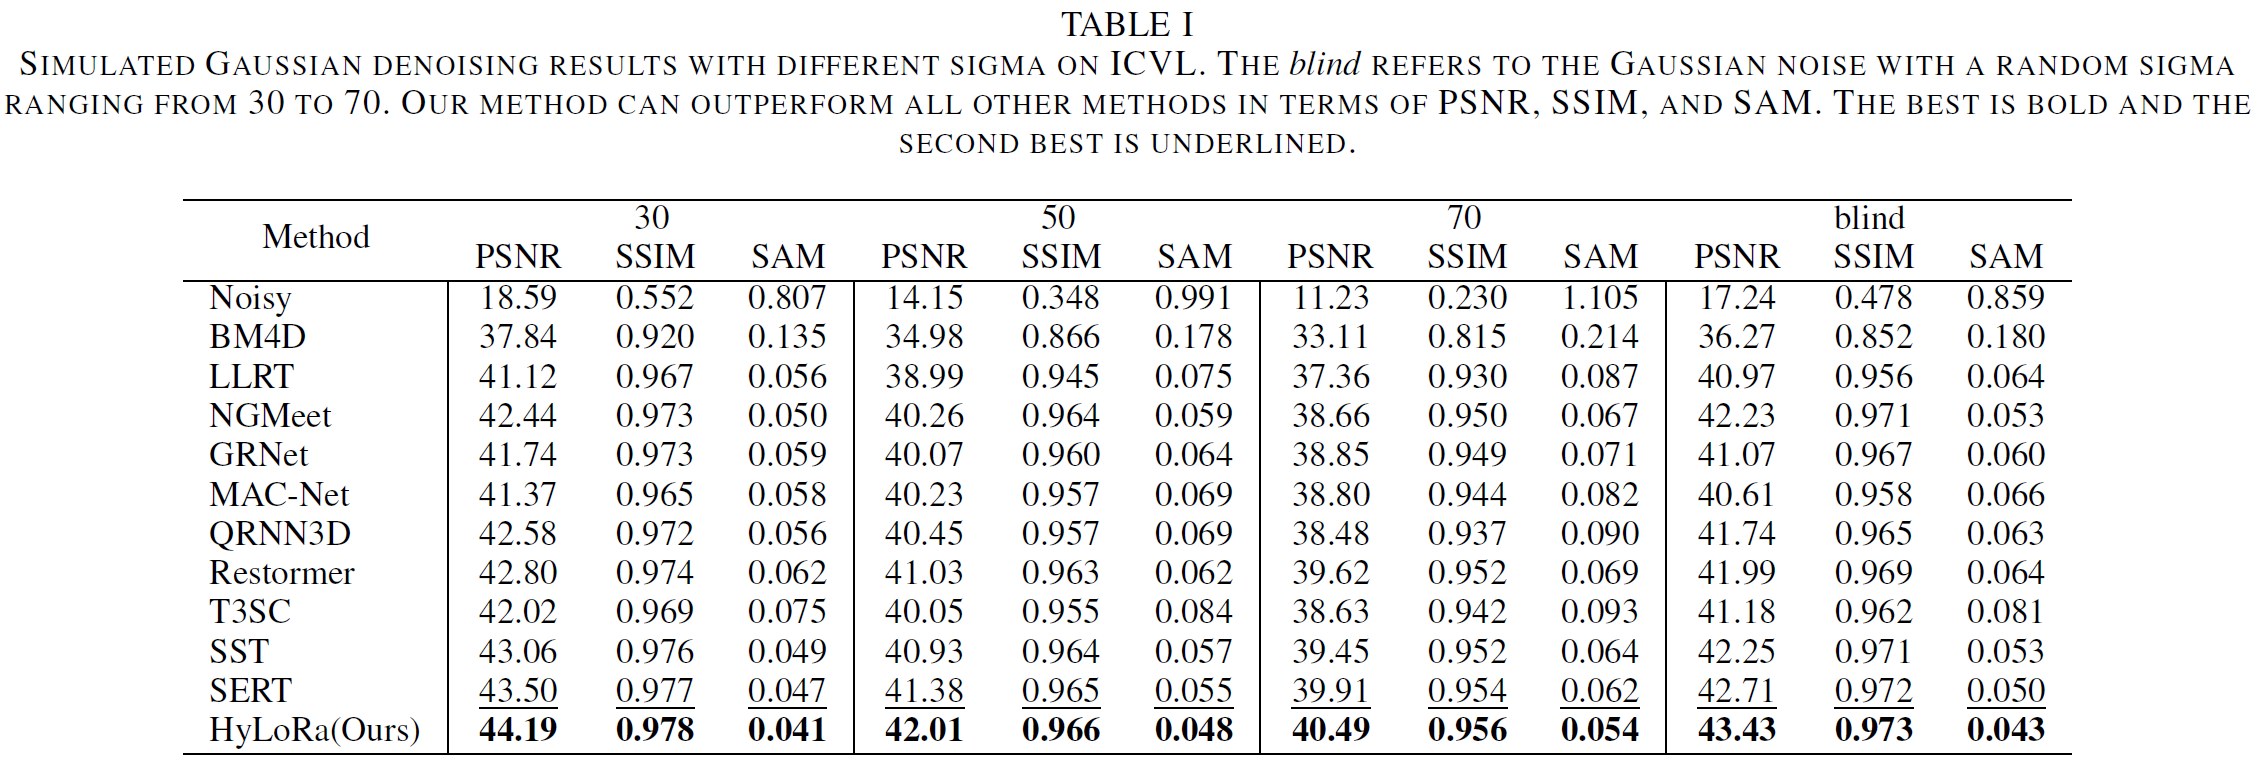 TABLE I
SIMULATED GAUSSIAN DENOISING RESULTS WITH DIFFERENT SIGMA ON ICVL. THE blind REFERS TO THE GAUSSIAN NOISE WITH A RANDOM SIGMA
RANGING FROM 30 TO 70. OUR METHOD CAN OUTPERFORM ALL OTHER METHODS IN TERMS OF PSNR, SSIM, AND SAM. THE BEST IS BOLD AND THE
SECOND BEST IS UNDERLINED.
Method 30 50 70 blind
PSNR SSIM SAM PSNR SSIM SAM PSNR SSIM SAM PSNR SSIM SAM
Noisy 18.59 0.552 0.807 14.15 0.348 0.991 11.23 0.230 1.105 17.24 0.478 0.859
BM4D 37.84 0.920 0.135 34.98 0.866 0.178 33.11 0.815 0.214 36.27 0.852 0.180
LLRT 41.12 0.967 0.056 38.99 0.945 0.075 37.36 0.930 0.087 40.97 0.956 0.064
NGMeet 42.44 0.973 0.050 40.26 0.964 0.059 38.66 0.950 0.067 42.23 0.971 0.053
GRNet 41.74 0.973 0.059 40.07 0.960 0.064 38.85 0.949 0.071 41.07 0.967 0.060
MAC-Net 41.37 0.965 0.058 40.23 0.957 0.069 38.80 0.944 0.082 40.61 0.958 0.066
QRNN3D 42.58 0.972 0.056 40.45 0.957 0.069 38.48 0.937 0.090 41.74 0.965 0.063
Restormer 42.80 0.974 0.062 41.03 0.963 0.062 39.62 0.952 0.069 41.99 0.969 0.064
T3SC 42.02 0.969 0.075 40.05 0.955 0.084 38.63 0.942 0.093 41.18 0.962 0.081
SST 43.06 0.976 0.049 40.93 0.964 0.057 39.45 0.952 0.064 42.25 0.971 0.053
SERT 43.50 0.977 0.047 41.38 0.965 0.055 39.91 0.954 0.062 42.71 0.972 0.050
HyLoRa(Ours) 44.19 0.978 0.041 42.01 0.966 0.048 40.49 0.956 0.054 43.43 0.973 0.043